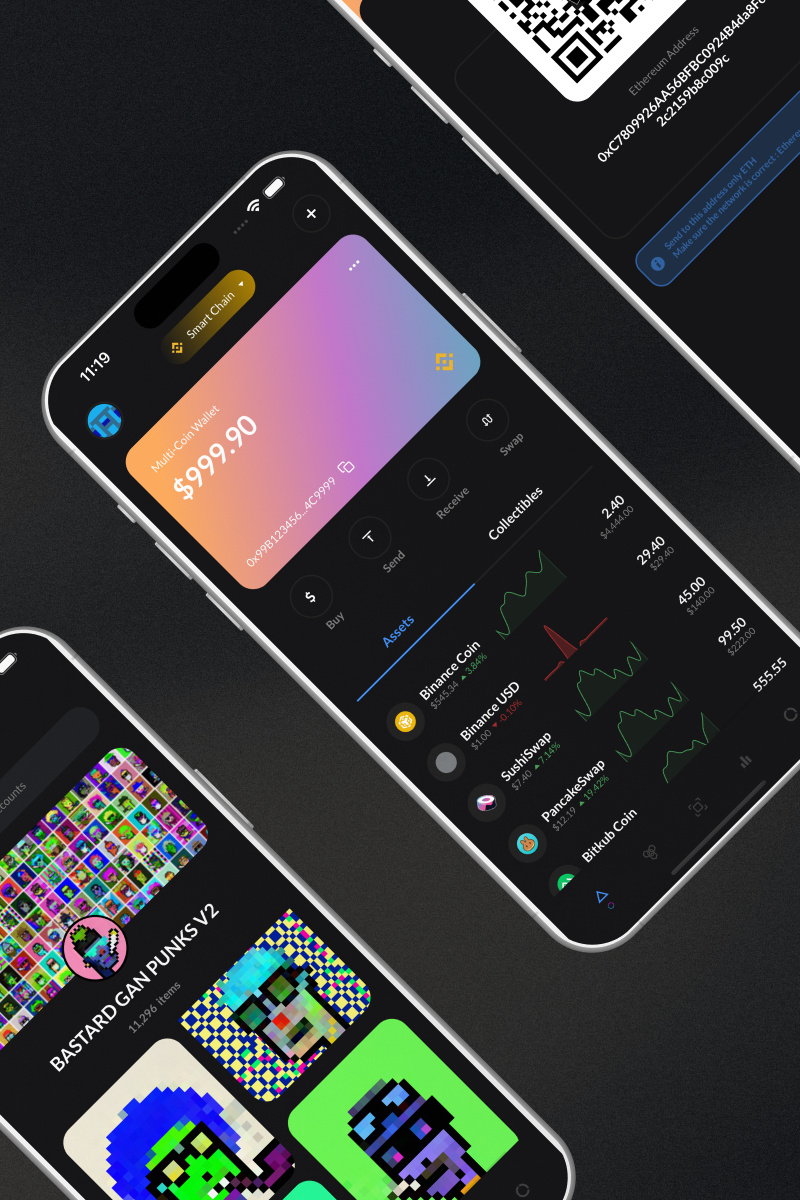 Ethereum Address
0xC7809926AA56BFBC0924B4da8F
2c2159b8c009c
Send to this address only ETH
Make sure the network is correct : Ethere
11:19
Smart Chain
Multi-Coin Wallet
$999.90
0x99B123456..4C9999
Buy
Send
Receive
Swap
Assets
Collectibles
Binance Coin
$545.34 3.84%
2.40
$4,444.00
Binance USD
$1.00 -0.10%
29.40
$29.40
SushiSwap
$7.40 7.14%
45.00
$140.00
PancakeSwap
$12.19 19.42%
99.50
$222.00
Bitkub Coin
555.55
counts
BASTARD GAN PUNKS V2
11,296 items